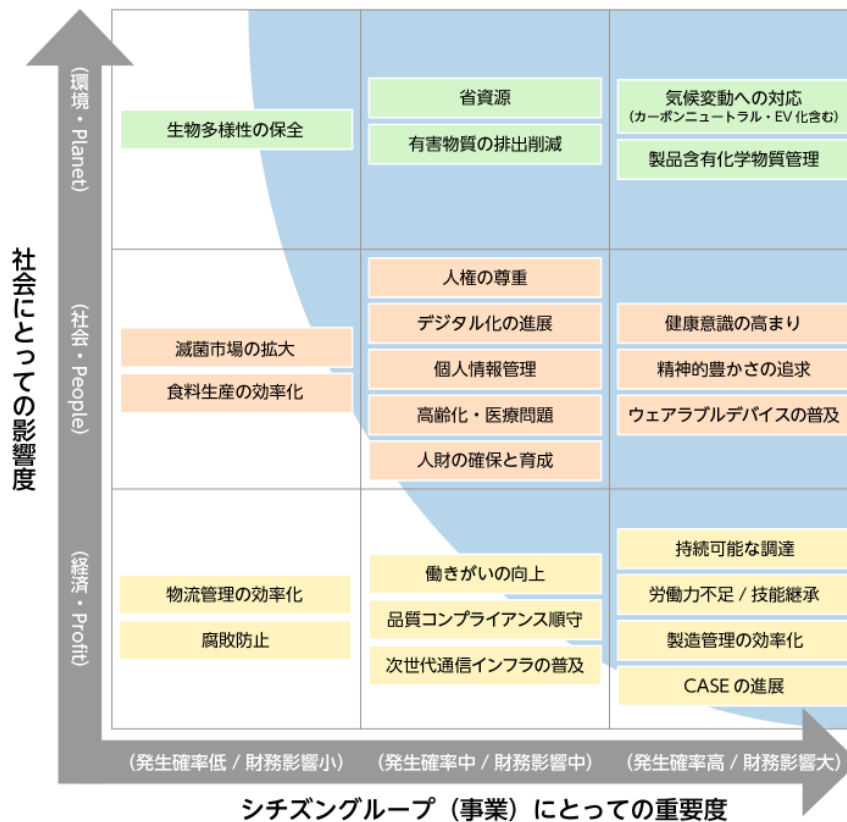 社会にとっての影響度
(環境・Planet)
生物多様性の保全
省資源
有害物質の排出削減
気候変動への対応
(カーボンニュートラル・EV 化含む)
製品含有化学物質管理
(社会・People)
滅菌市場の拡大
食料生産の効率化
人権の尊重
デジタル化の進展
個人情報管理
高齢化・医療問題
人財の確保と育成
健康意識の高まり
精神的豊かさの追求
ウェアラブルデバイスの普及
(経済・Profit)
物流管理の効率化
腐敗防止
働きがいの向上
品質コンプライアンス順守
次世代通信インフラの普及
持続可能な調達
労働力不足 / 技能継承
製造管理の効率化
CASE の進展
(発生確率低 / 財務影響小)
(発生確率中 / 財務影響中)
(発生確率高 / 財務影響大)
シチズングループ（事業）にとっての重要度